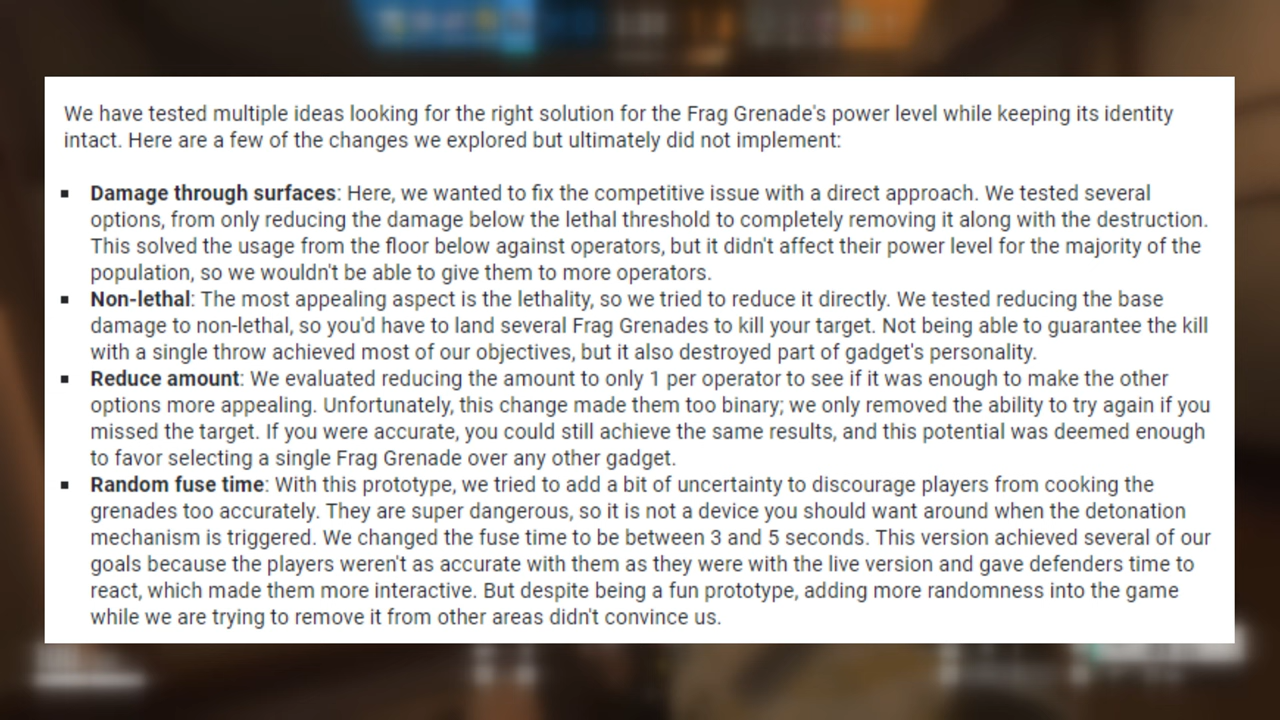 We have tested multiple ideas looking for the right solution for the Frag Grenade's power level while keeping its identity
intact. Here are a few of the changes we explored but ultimately did not implement:
▪ Damage through surfaces: Here, we wanted to fix the competitive issue with a direct approach. We tested several
options, from only reducing the damage below the lethal threshold to completely removing it along with the destruction.
This solved the usage from the floor below against operators, but it didn't affect their power level for the majority of the
population, so we wouldn't be able to give them to more operators.
▪ Non-lethal: The most appealing aspect is the lethality, so we tried to reduce it directly. We tested reducing the base
damage to non-lethal, so you'd have to land several Frag Grenades to kill your target. Not being able to guarantee the kill
with a single throw achieved most of our objectives, but it also destroyed part of gadget's personality.
▪ Reduce amount: We evaluated reducing the amount to only 1 per operator to see if it was enough to make the other
options more appealing. Unfortunately, this change made them too binary; we only removed the ability to try again if you
missed the target. If you were accurate, you could still achieve the same results, and this potential was deemed enough
to favor selecting a single Frag Grenade over any other gadget.
▪ Random fuse time: With this prototype, we tried to add a bit of uncertainty to discourage players from cooking the
grenades too accurately. They are super dangerous, so it is not a device you should want around when the detonation
mechanism is triggered. We changed the fuse time to be between 3 and 5 seconds. This version achieved several of our
goals because the players weren't as accurate with them as they were with the live version and gave defenders time to
react, which made them more interactive. But despite being a fun prototype, adding more randomness into the game
while we are trying to remove it from other areas didn't convince us.